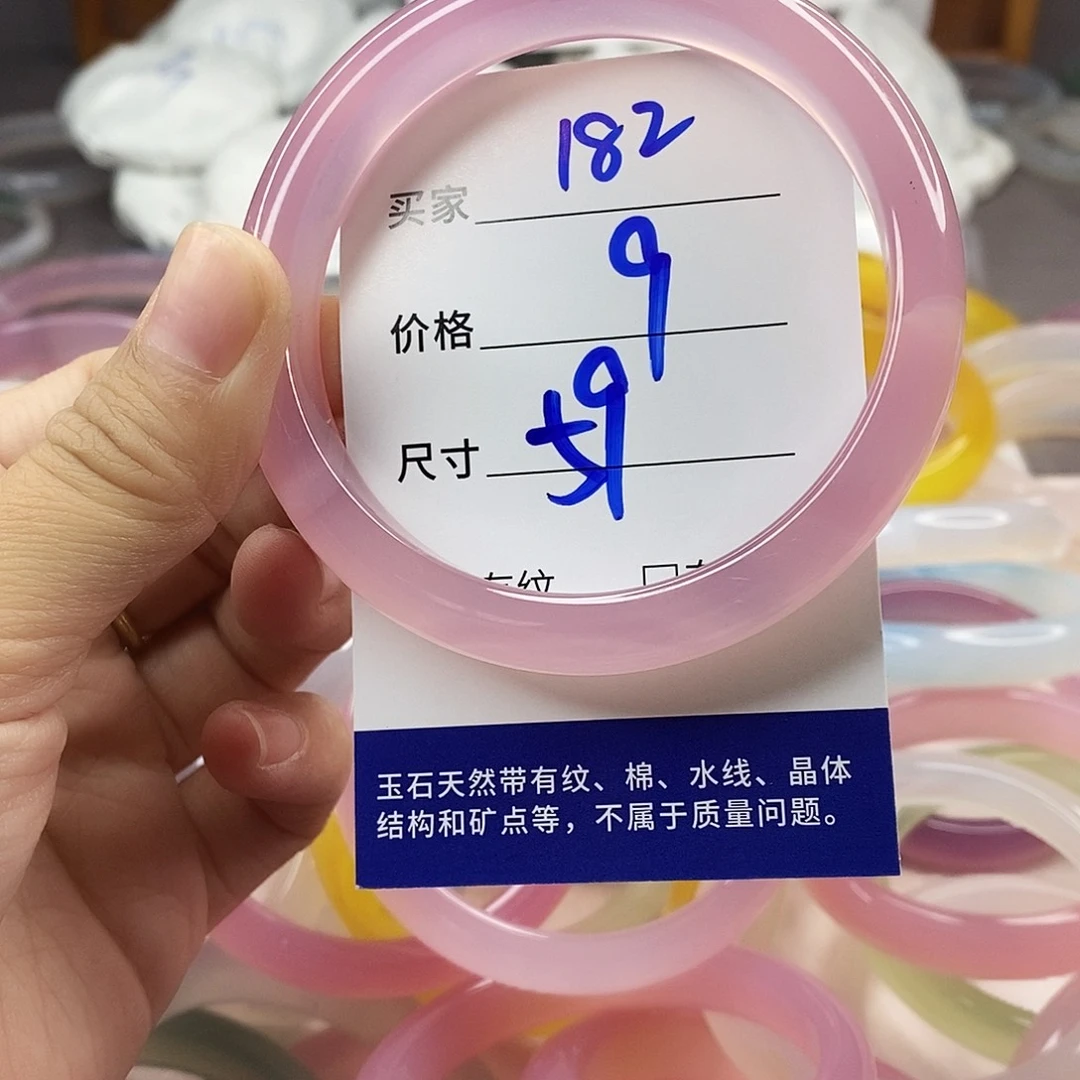 买家 182
价格 9
尺寸 59
有纹
玉石天然带有纹、棉、水线、晶体
结构和矿点等，不属于质量问题。